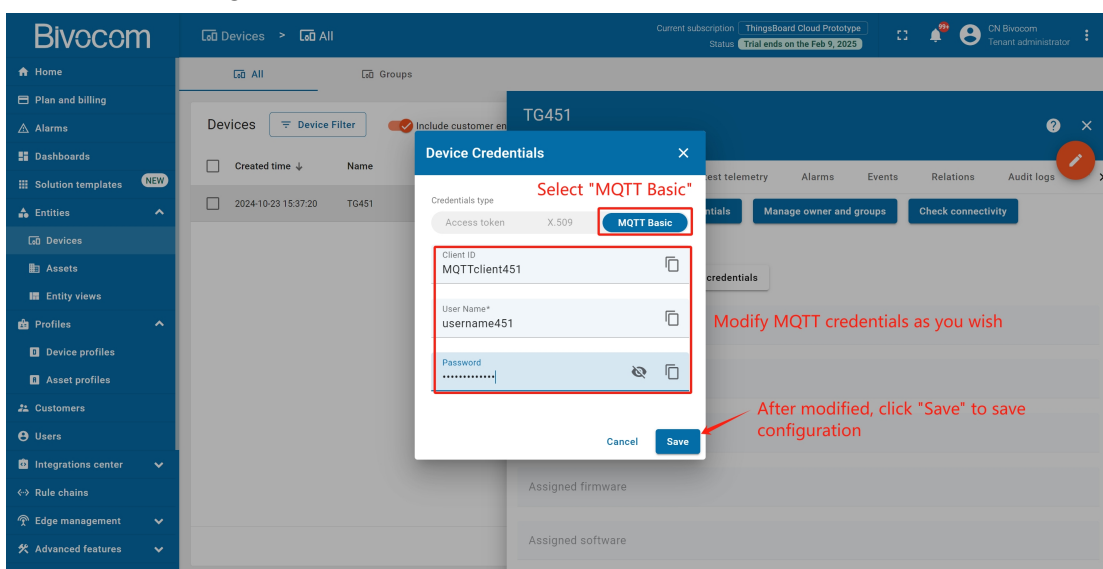 Bivocom
Devices > All
Current subscription ThingsBoard Cloud Prototype
Status Trial ends on the Feb 9, 2025
99+
CN Bivocom
Tenant administrator
Home
Plan and billing
Alarms
Dashboards
Solution templates NEW
Entities
Devices
Assets
Entity views
Profiles
Device profiles
Asset profiles
Customers
Users
Integrations center
Rule chains
Edge management
Advanced features
All Groups
Devices Device Filter Include customer en
Created time Name
2024-10-23 15:37:20 TG451
TG451
telemetry Alarms Events Relations Audit logs
Manage owner and groups Check connectivity
credentials
Assigned firmware
Assigned software
Device Credentials
Select "MQTT Basic"
Credentials type
Access token X.509 MQTT Basic
Client ID
MQTTclient451
User Name*
username451
Modify MQTT credentials as you wish
Password
•••••••••••••
After modified, click "Save" to save
configuration
Cancel Save